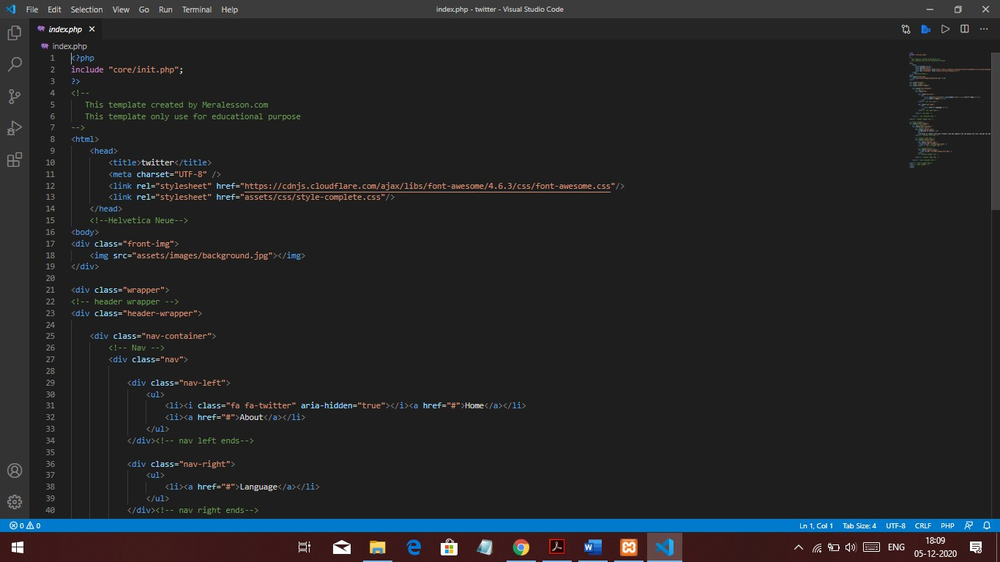 File Edit Selection View Go Run Terminal Help
index.php - twitter - Visual Studio Code
index.php
index.php
1 <?php
2 include "core/init.php";
3 ?>
4 <!--
5 This template created by Meralesson.com
6 This template only use for educational purpose
7 -->
8 <html>
9 <head>
10 <title>twitter</title>
11 <meta charset="UTF-8" />
12 <link rel="stylesheet" href="https://cdnjs.cloudflare.com/ajax/libs/font-awesome/4.6.3/css/font-awesome.css"/>
13 <link rel="stylesheet" href="assets/css/style-complete.css"/>
14 </head>
15 <!--Helvetica Neue-->
16 <body>
17 <div class="front-img">
18 <img src="assets/images/background.jpg"></img>
19 </div>
20
21 <div class="wrapper">
22 <!-- header wrapper -->
23 <div class="header-wrapper">
24
25 <div class="nav-container">
26 <!-- Nav -->
27 <div class="nav">
28
29 <div class="nav-left">
30 <ul>
31 <li><i class="fa fa-twitter" aria-hidden="true"></i><a href="#">Home</a></li>
32 <li><a href="#">About</a></li>
33 </ul>
34 </div><!-- nav left ends-->
35
36 <div class="nav-right">
37 <ul>
38 <li><a href="#">Language</a></li>
39 </ul>
40 </div><!-- nav right ends-->
0 0
Ln 1, Col 1 Tab Size: 4 UTF-8 CRLF PHP
ENG
18:09
05-12-2020